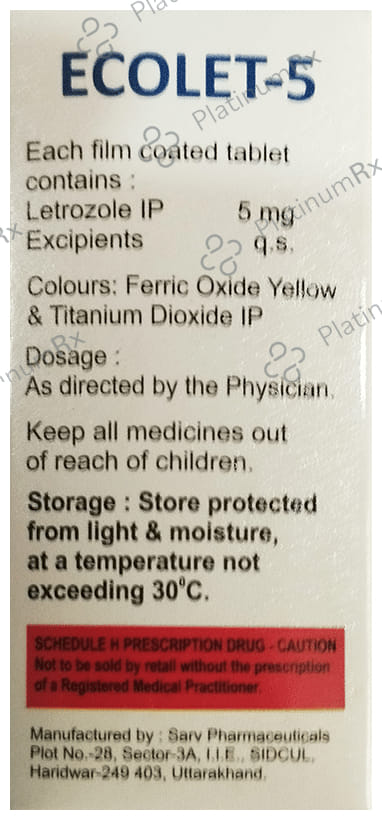 ECOLET-5
Each film coated tablet
contains :
Letrozole IP 5 mg
Excipients q.s.
Colours: Ferric Oxide Yellow
& Titanium Dioxide IP
Dosage :
As directed by the Physician.
Keep all medicines out
of reach of children.
Storage : Store protected
from light & moisture,
at a temperature not
exceeding 30°C.
SCHEDULE H PRESCRIPTION DRUG - CAUTION
Not to be sold by retail without the prescription
of a Registered Medical Practitioner.
Manufactured by : Sarv Pharmaceuticals
Plot No.-28, Sector-3A, I.I.E., SIDCUL,
Haridwar-249 403, Uttarakhand.
PlatinumRx
PlatinumRx
PlatinumRx